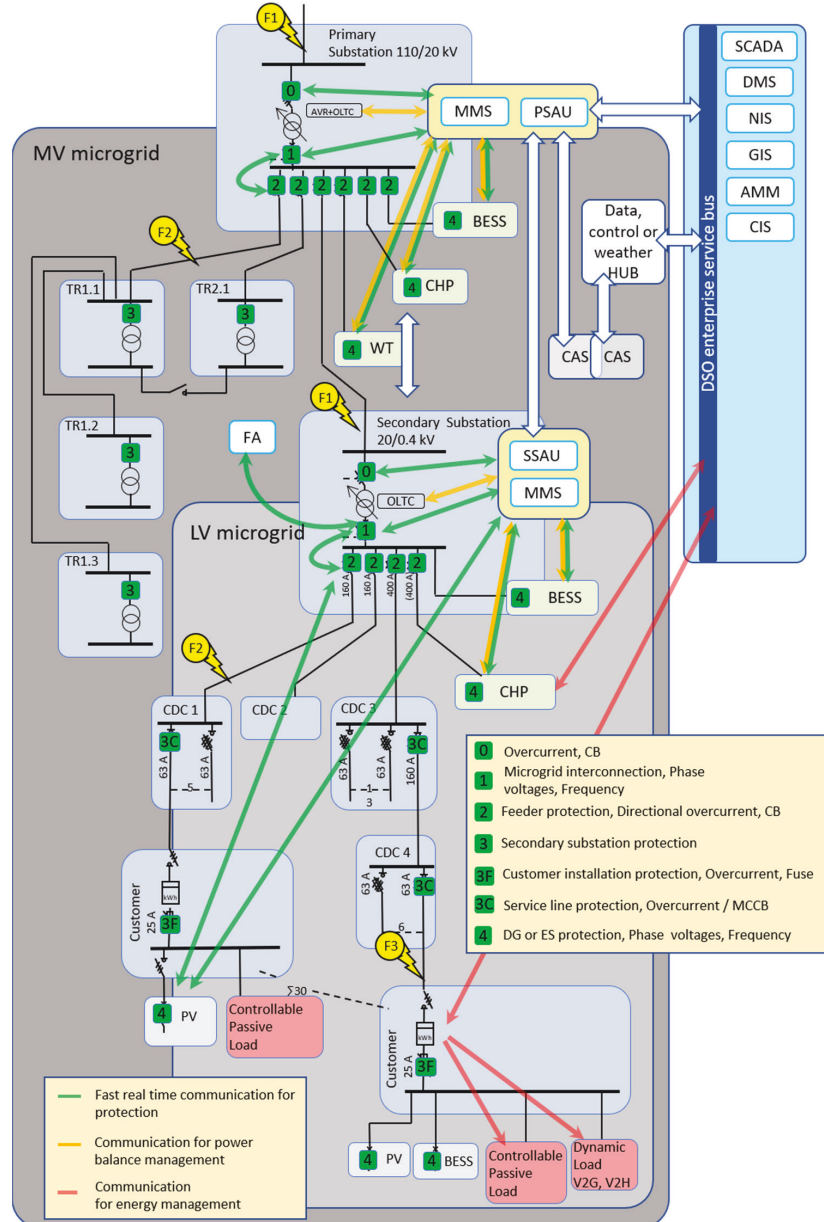 F1
Primary
Substation 110/20 kV
0
AVR+OLTC
1
2 2 2 2 2 2
MMS
PSAU
SCADA
DMS
NIS
GIS
AMM
CIS
DSO enterprise service bus
Data,
control or
weather
HUB
CAS
CAS
MV microgrid
4 BESS
4 CHP
4 WT
F2
TR1.1
3
TR2.1
3
TR1.2
3
TR1.3
3
F1
Secondary Substation
20/0.4 kV
FA
0
OLTC
1
SSAU
MMS
LV microgrid
2 2 2 2
160 A
160 A
400 A
(400 A)
4 BESS
4 CHP
F2
CDC 1
3C
63 A
63 A
5
CDC 2
CDC 3
3C
63 A
63 A
160 A
1
3
CDC 4
63 A
63 A
3C
6
F3
Customer
25 A
kWh
3F
4 PV
Controllable
Passive
Load
∑30
Customer
25 A
kWh
3F
4 PV
4 BESS
Controllable
Passive
Load
Dynamic
Load
V2G, V2H
0 Overcurrent, CB
1 Microgrid interconnection, Phase
voltages, Frequency
2 Feeder protection, Directional overcurrent, CB
3 Secondary substation protection
3F Customer installation protection, Overcurrent, Fuse
3C Service line protection, Overcurrent / MCCB
4 DG or ES protection, Phase voltages, Frequency
Fast real time communication for
protection
Communication for power
balance management
Communication
for energy management